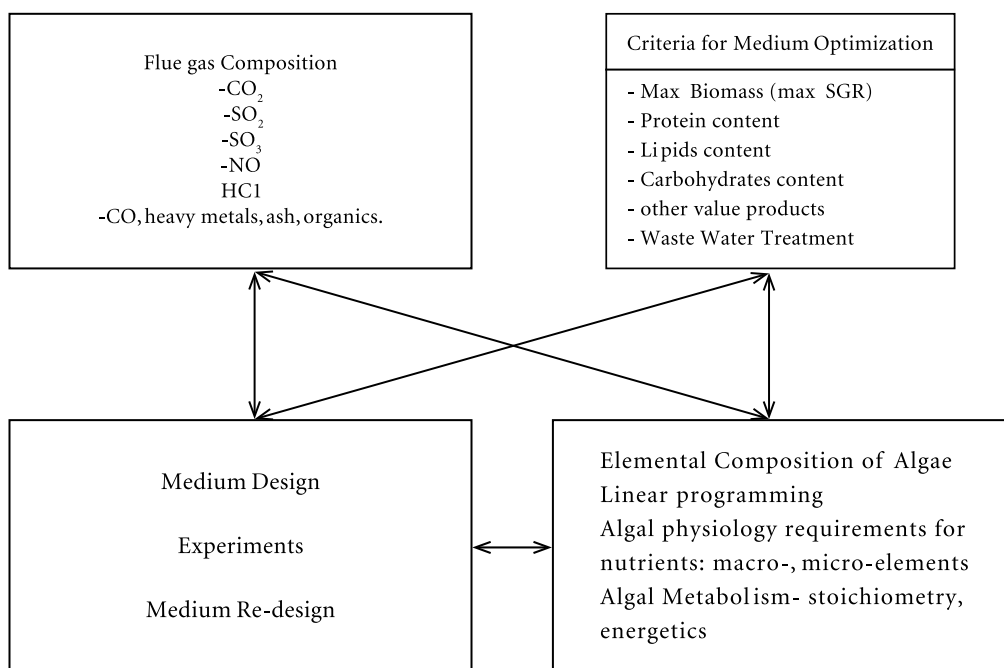 Flue gas Composition
-CO₂
-SO₂
-SO₃
-NO
HC1
-CO, heavy metals, ash, organics.
Criteria for Medium Optimization
- Max Biomass (max SGR)
- Protein content
- Lipids content
- Carbohydrates content
- other value products
- Waste Water Treatment
Medium Design
Experiments
Medium Re-design
Elemental Composition of Algae
Linear programming
Algal physiology requirements for
nutrients: macro-, micro-elements
Algal Metabolism- stoichiometry,
energetics